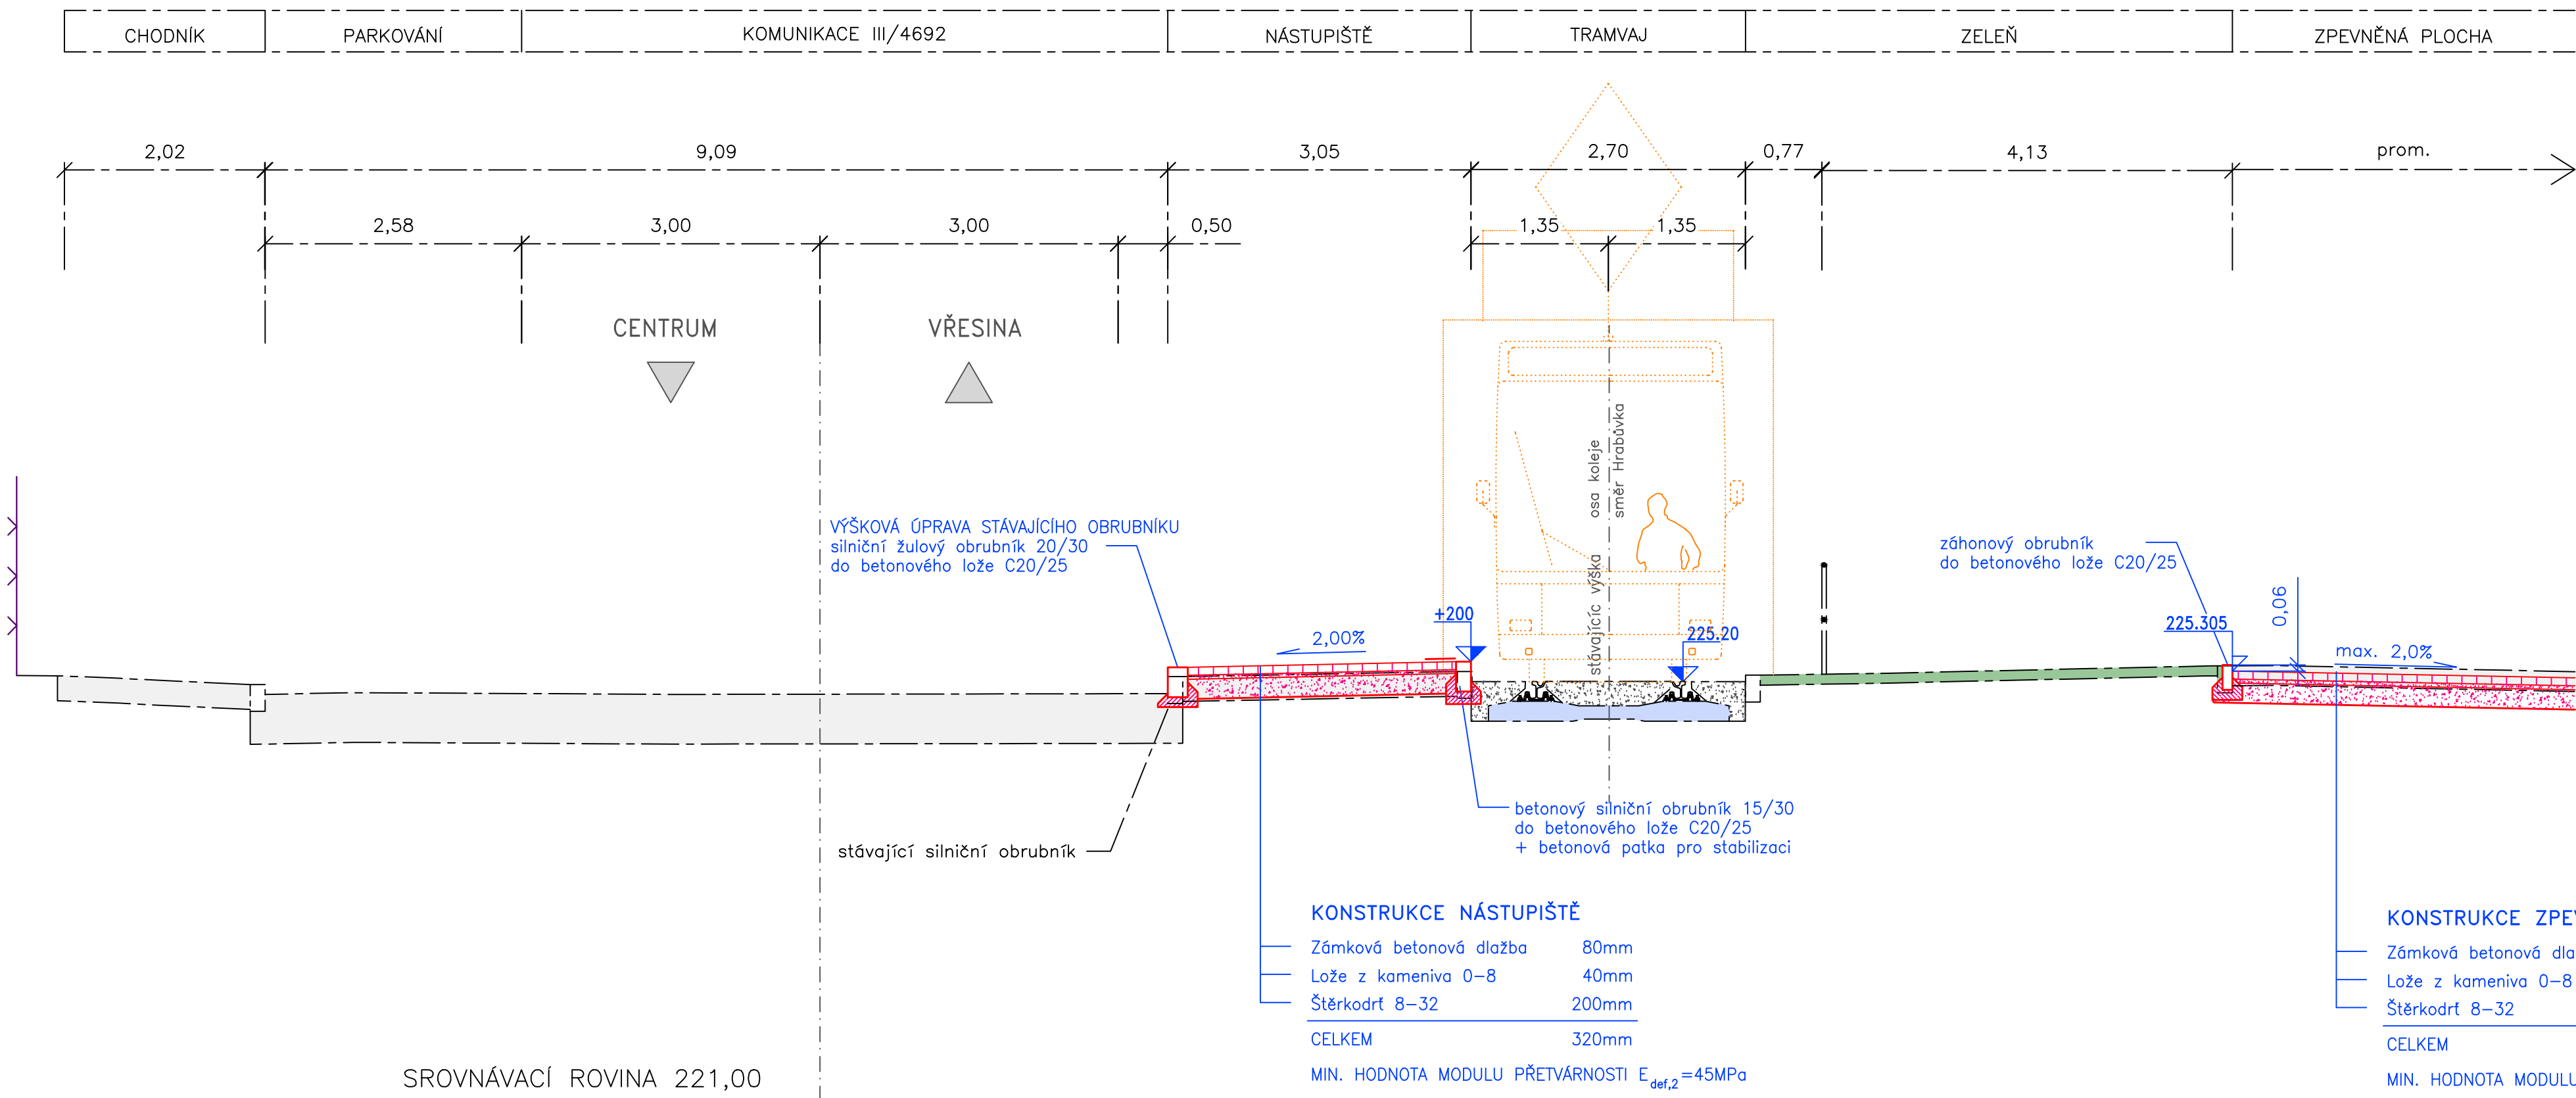 CHODNÍK PARKOVÁNÍ KOMUNIKACE III/4692 NÁSTUPIŠTĚ TRAMVAJ ZELEŇ ZPEVNĚNÁ PLOCHA
2,02 9,09 3,05 2,70 0,77 4,13 prom.
2,58 3,00 3,00 0,50 1,35 1,35
CENTRUM VŘESINA
osa koleje
směr Hrabůvka
stávajícíc výška
VÝŠKOVÁ ÚPRAVA STÁVAJÍCÍHO OBRUBNÍKU
silniční žulový obrubník 20/30
do betonového lože C20/25
záhonový obrubník
do betonového lože C20/25
2,00%
+200
225.20
225.305
0,06
max. 2,0%
betonový silniční obrubník 15/30
do betonového lože C20/25
+ betonová patka pro stabilizaci
stávající silniční obrubník
KONSTRUKCE NÁSTUPIŠTĚ
Zámková betonová dlažba 80mm
Lože z kameniva 0-8 40mm
Štěrkodrť 8-32 200mm
CELKEM 320mm
MIN. HODNOTA MODULU PŘETVÁRNOSTI Edef,2=45MPa
KONSTRUKCE ZPE
Zámková betonová dla
Lože z kameniva 0-8
Štěrkodrť 8-32
CELKEM
MIN. HODNOTA MODULU
SROVNÁVACÍ ROVINA 221,00